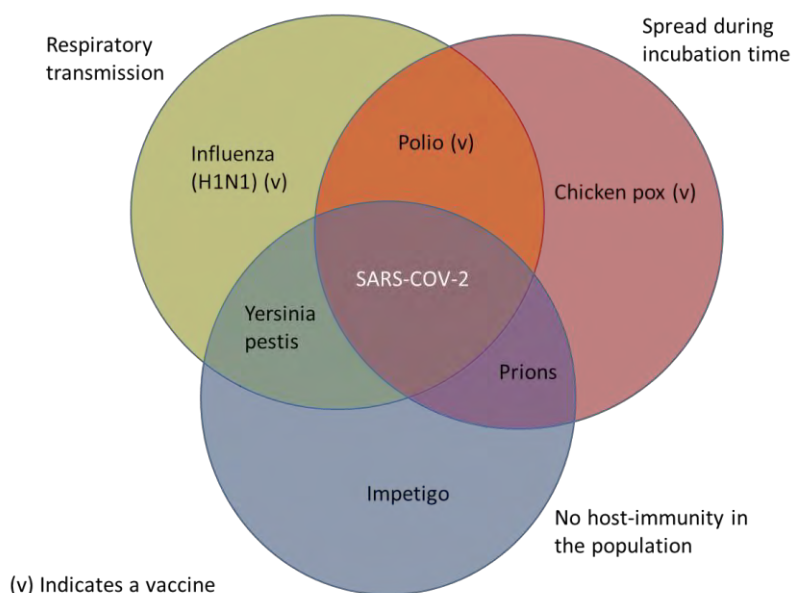 Respiratory
transmission
Spread during
incubation time
Influenza
(H1N1) (v)
Polio (v)
Chicken pox (v)
SARS-COV-2
Yersinia
pestis
Prions
Impetigo
No host-immunity in
the population
(v) Indicates a vaccine